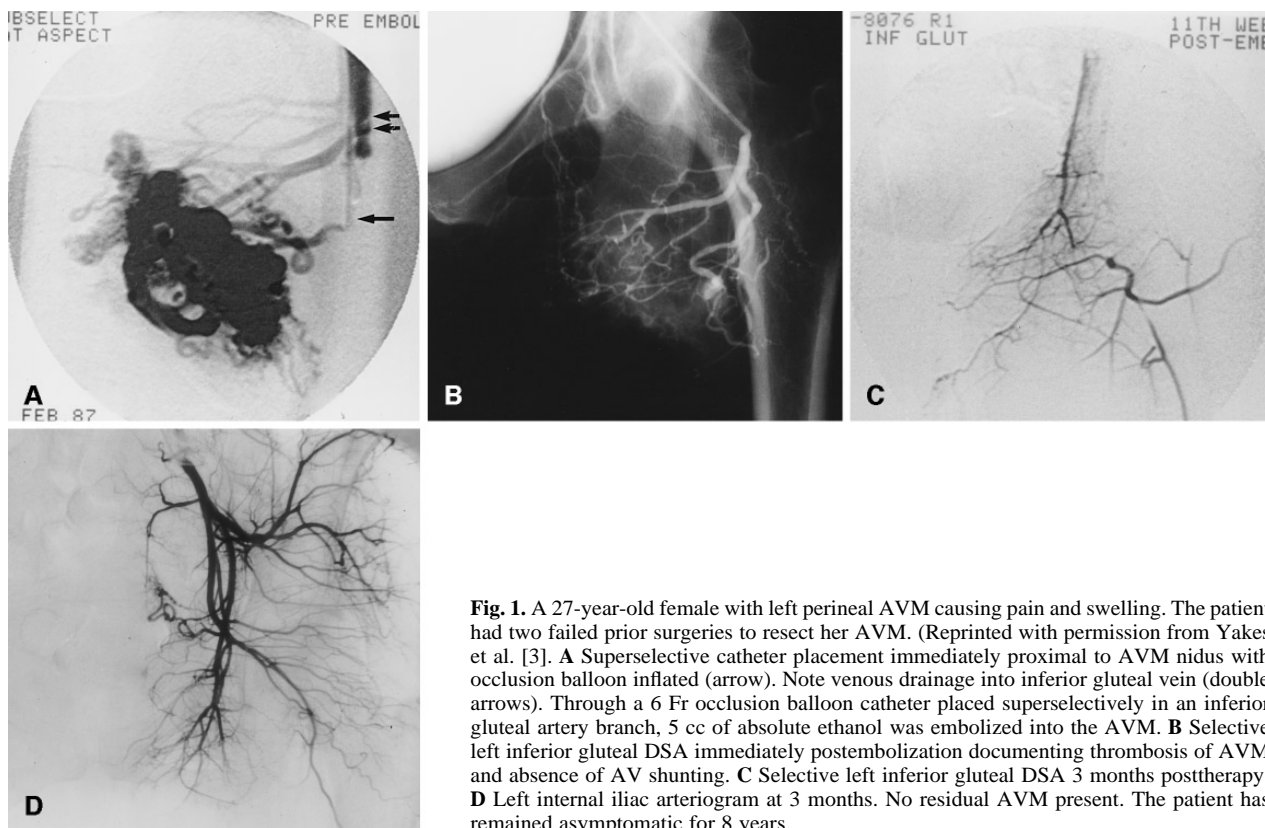 UBSELECT
AT ASPECT
PRE EMBOL
A
FEB 87
B
-8076 R1
INF GLUT
11TH WEE
POST-EMB
C
D
Fig. 1. A 27-year-old female with left perineal AVM causing pain and swelling. The patient
had two failed prior surgeries to resect her AVM. (Reprinted with permission from Yakes
et al. [3]. A Superselective catheter placement immediately proximal to AVM nidus with
occlusion balloon inflated (arrow). Note venous drainage into inferior gluteal vein (double
arrows). Through a 6 Fr occlusion balloon catheter placed superselectively in an inferior
gluteal artery branch, 5 cc of absolute ethanol was embolized into the AVM. B Selective
left inferior gluteal DSA immediately postembolization documenting thrombosis of AVM
and absence of AV shunting. C Selective left inferior gluteal DSA 3 months posttherapy
D Left internal iliac arteriogram at 3 months. No residual AVM present. The patient has
remained asymptomatic for 8 years.